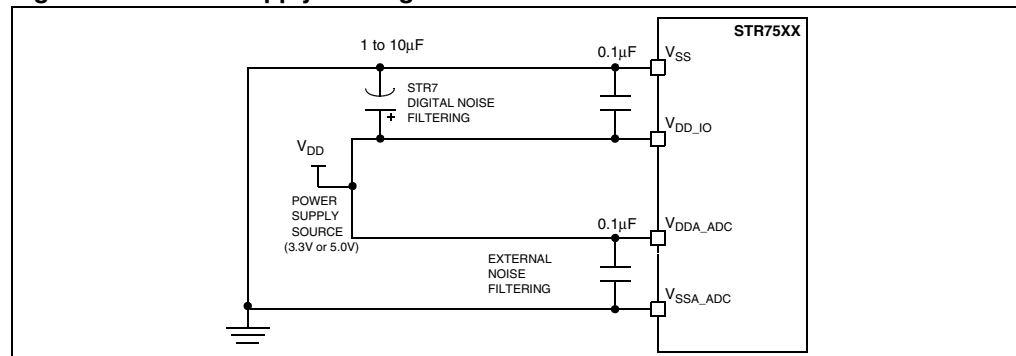 STR75XX
1 to 10μF
0.1μF
VSS
STR7
DIGITAL NOISE
FILTERING
+
VDD_IO
VDD
POWER
SUPPLY
SOURCE
(3.3V or 5.0V)
0.1μF
VDDA_ADC
EXTERNAL
NOISE
FILTERING
VSSA_ADC